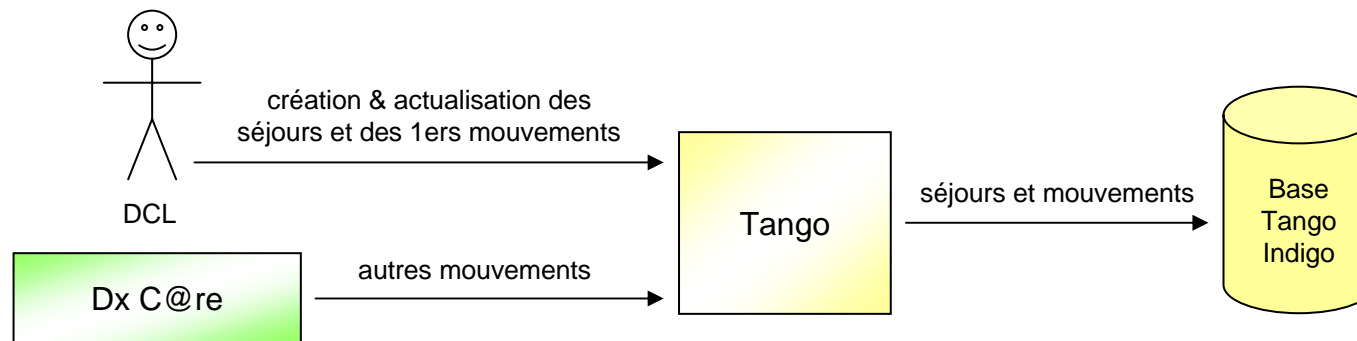 création & actualisation des
séjours et des 1ers mouvements
DCL
Dx C@re
autres mouvements
Tango
séjours et mouvements
Base
Tango
Indigo